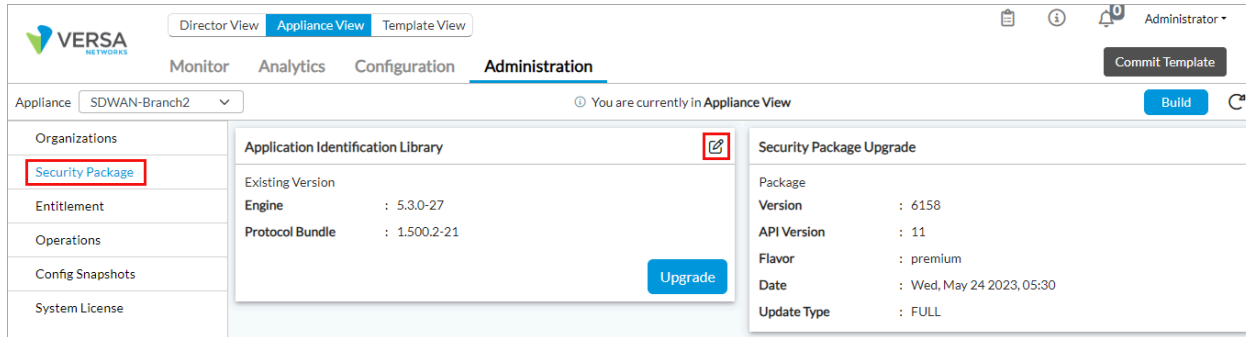 Director View Appliance View Template View
0
Administrator
VERSA
NETWORKS
Monitor Analytics Configuration Administration
Commit Template
Appliance SDWAN-Branch2
You are currently in Appliance View
Build
Organizations
Security Package
Entitlement
Operations
Config Snapshots
System License
Application Identification Library
Existing Version
Engine : 5.3.0-27
Protocol Bundle : 1.500.2-21
Upgrade
Security Package Upgrade
Package
Version : 6158
API Version : 11
Flavor : premium
Date : Wed, May 24 2023, 05:30
Update Type : FULL